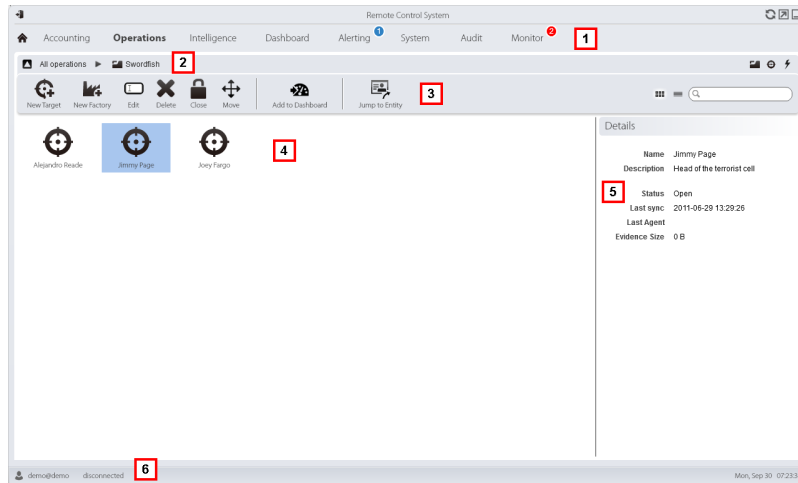 Remote Control System
Accounting Operations Intelligence Dashboard Alerting 1 System Audit Monitor 2 1
All operations Swordfish 2
New Target New Factory Edit Delete Close Move Add to Dashboard Jump to Entity 3
Alejandro Reade Jimmy Page Joey Fargo 4
Details
Name Jimmy Page
Description Head of the terrorist cell
5
Status Open
Last sync 2011-06-29 13:29:26
Last Agent
Evidence Size 0 B
demo@demo disconnected 6
Mon, Sep 30 07:23:3